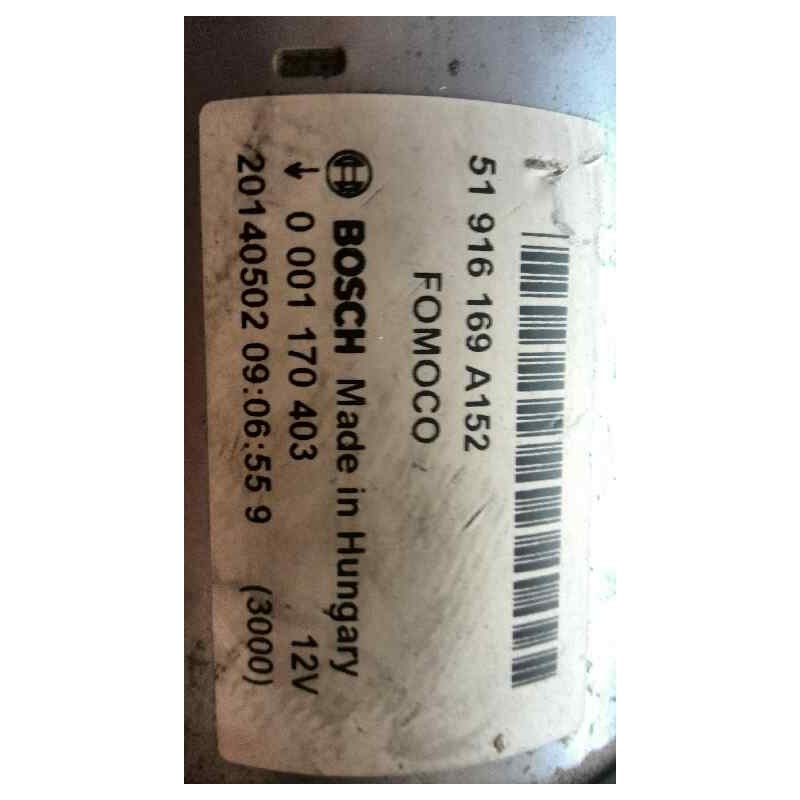 51 916 169 A152
FOMOCO
BOSCH Made in Hungary
0 001 170 403 12V
20140502 09:06:55 9 (3000)